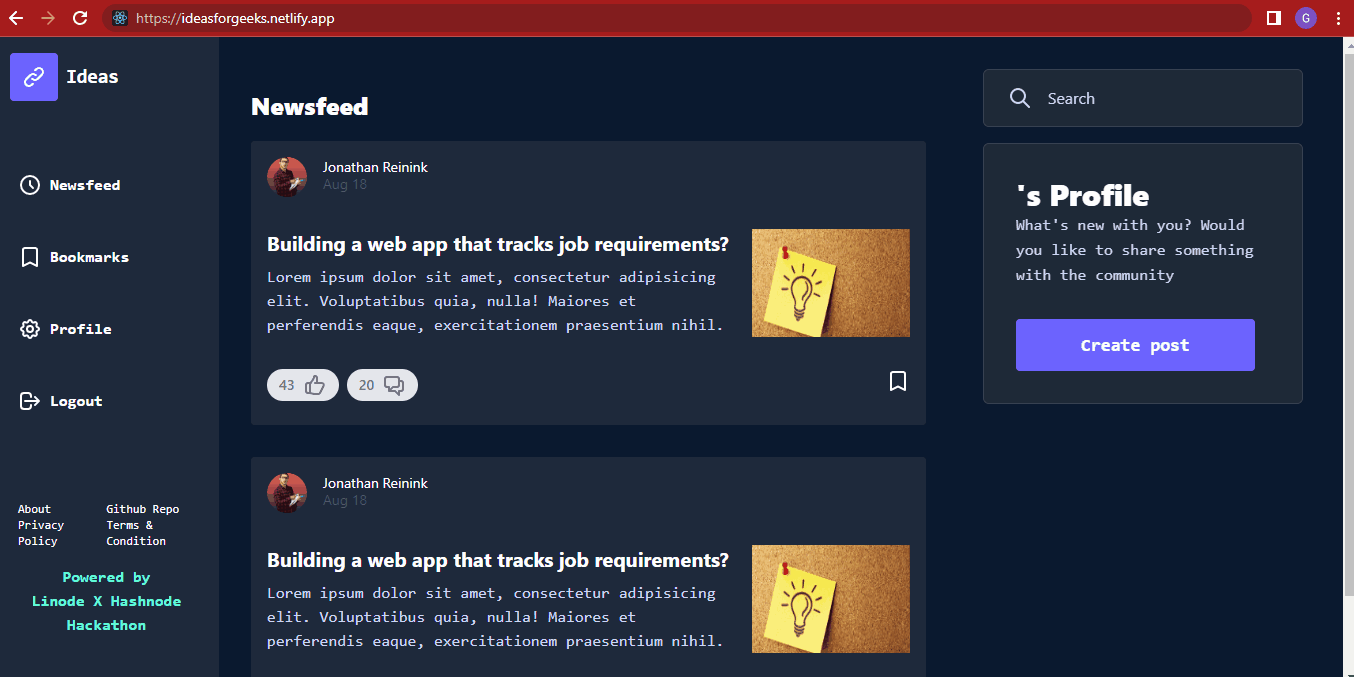 https://ideasforgeeks.netlify.app
G
Ideas
Newsfeed
Bookmarks
Profile
Logout
About
Privacy
Policy
Github Repo
Terms &
Condition
Powered by
Linode X Hashnode
Hackathon
Newsfeed
Jonathan Reinink
Aug 18
Building a web app that tracks job requirements?
Lorem ipsum dolor sit amet, consectetur adipisicing
elit. Voluptatibus quia, nulla! Maiores et
perferendis eaque, exercitationem praesentium nihil.
43
20
Jonathan Reinink
Aug 18
Building a web app that tracks job requirements?
Lorem ipsum dolor sit amet, consectetur adipisicing
elit. Voluptatibus quia, nulla! Maiores et
perferendis eaque, exercitationem praesentium nihil.
Search
's Profile
What's new with you? Would
you like to share something
with the community
Create post